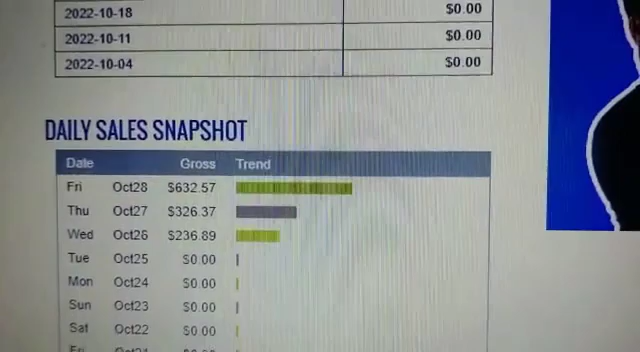 2022-10-18 $0.00
2022-10-11 $0.00
2022-10-04 $0.00
DAILY SALES SNAPSHOT
Date Gross Trend
Fri Oct28 $632.57
Thu Oct27 $326.37
Wed Oct26 $236.89
Tue Oct25 $0.00
Mon Oct24 $0.00
Sun Oct23 $0.00
Sat Oct22 $0.00
Fri